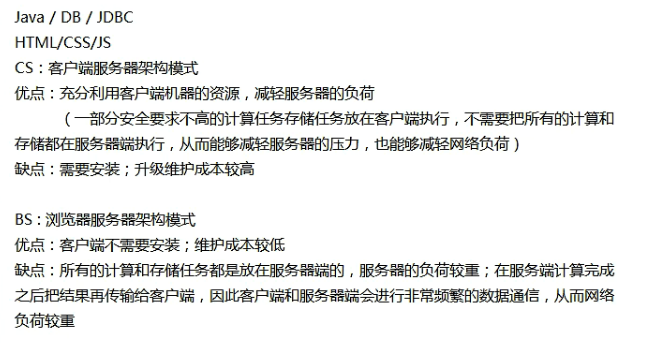 Java / DB / JDBC
HTML/CSS/JS
CS：客户端服务器架构模式
优点：充分利用客户端机器的资源，减轻服务器的负荷
（一部分安全要求不高的计算任务存储任务放在客户端执行，不需要把所有的计算和
存储都在服务器端执行，从而能够减轻服务器的压力，也能够减轻网络负荷）
缺点：需要安装；升级维护成本较高
BS：浏览器服务器架构模式
优点：客户端不需要安装；维护成本较低
缺点：所有的计算和存储任务都是放在服务器端的，服务器的负荷较重；在服务端计算完成
之后把结果再传输给客户端，因此客户端和服务器端会进行非常频繁的数据通信，从而网络
负荷较重